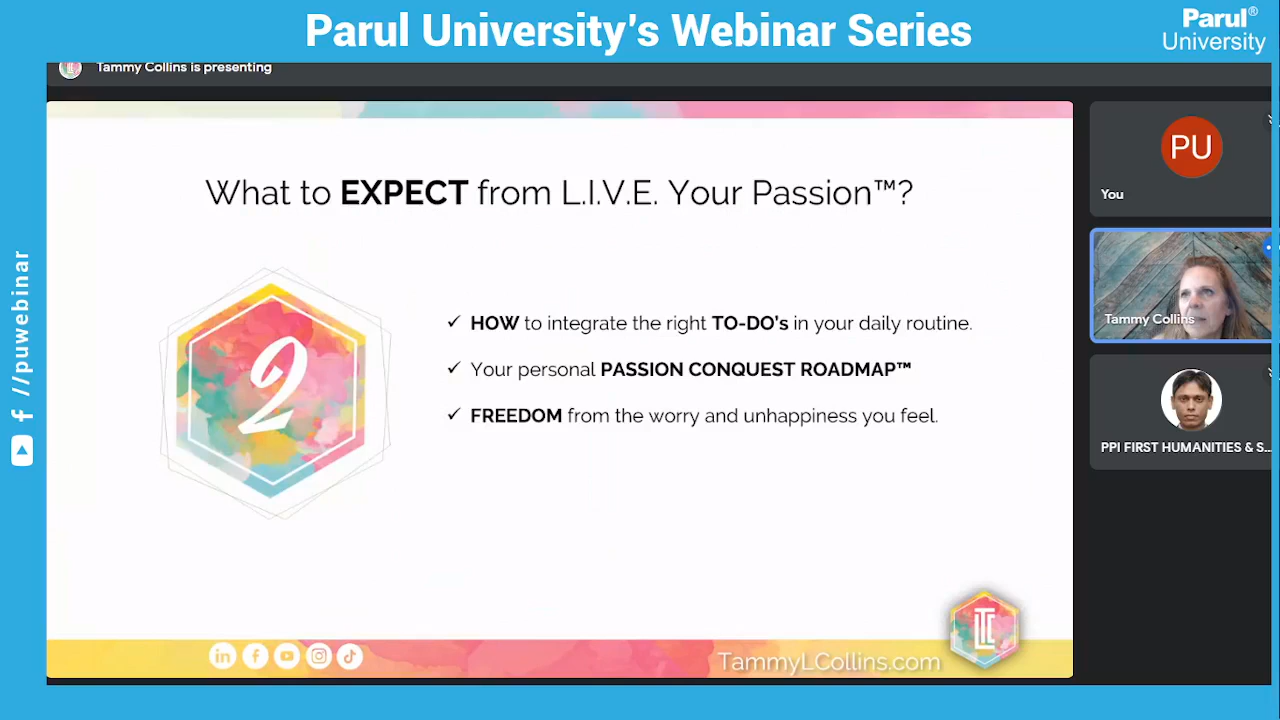 Parul University's Webinar Series
Parul®
University
Tammy Collins is presenting
What to EXPECT from L.I.V.E. Your Passion™?
2
✓ HOW to integrate the right TO-DO's in your daily routine.
✓ Your personal PASSION CONQUEST ROADMAP™
✓ FREEDOM from the worry and unhappiness you feel.
TammyLCollins.com
TLC
PU
You
Tammy Collins
PPI FIRST HUMANITIES & S...
//puwebinar